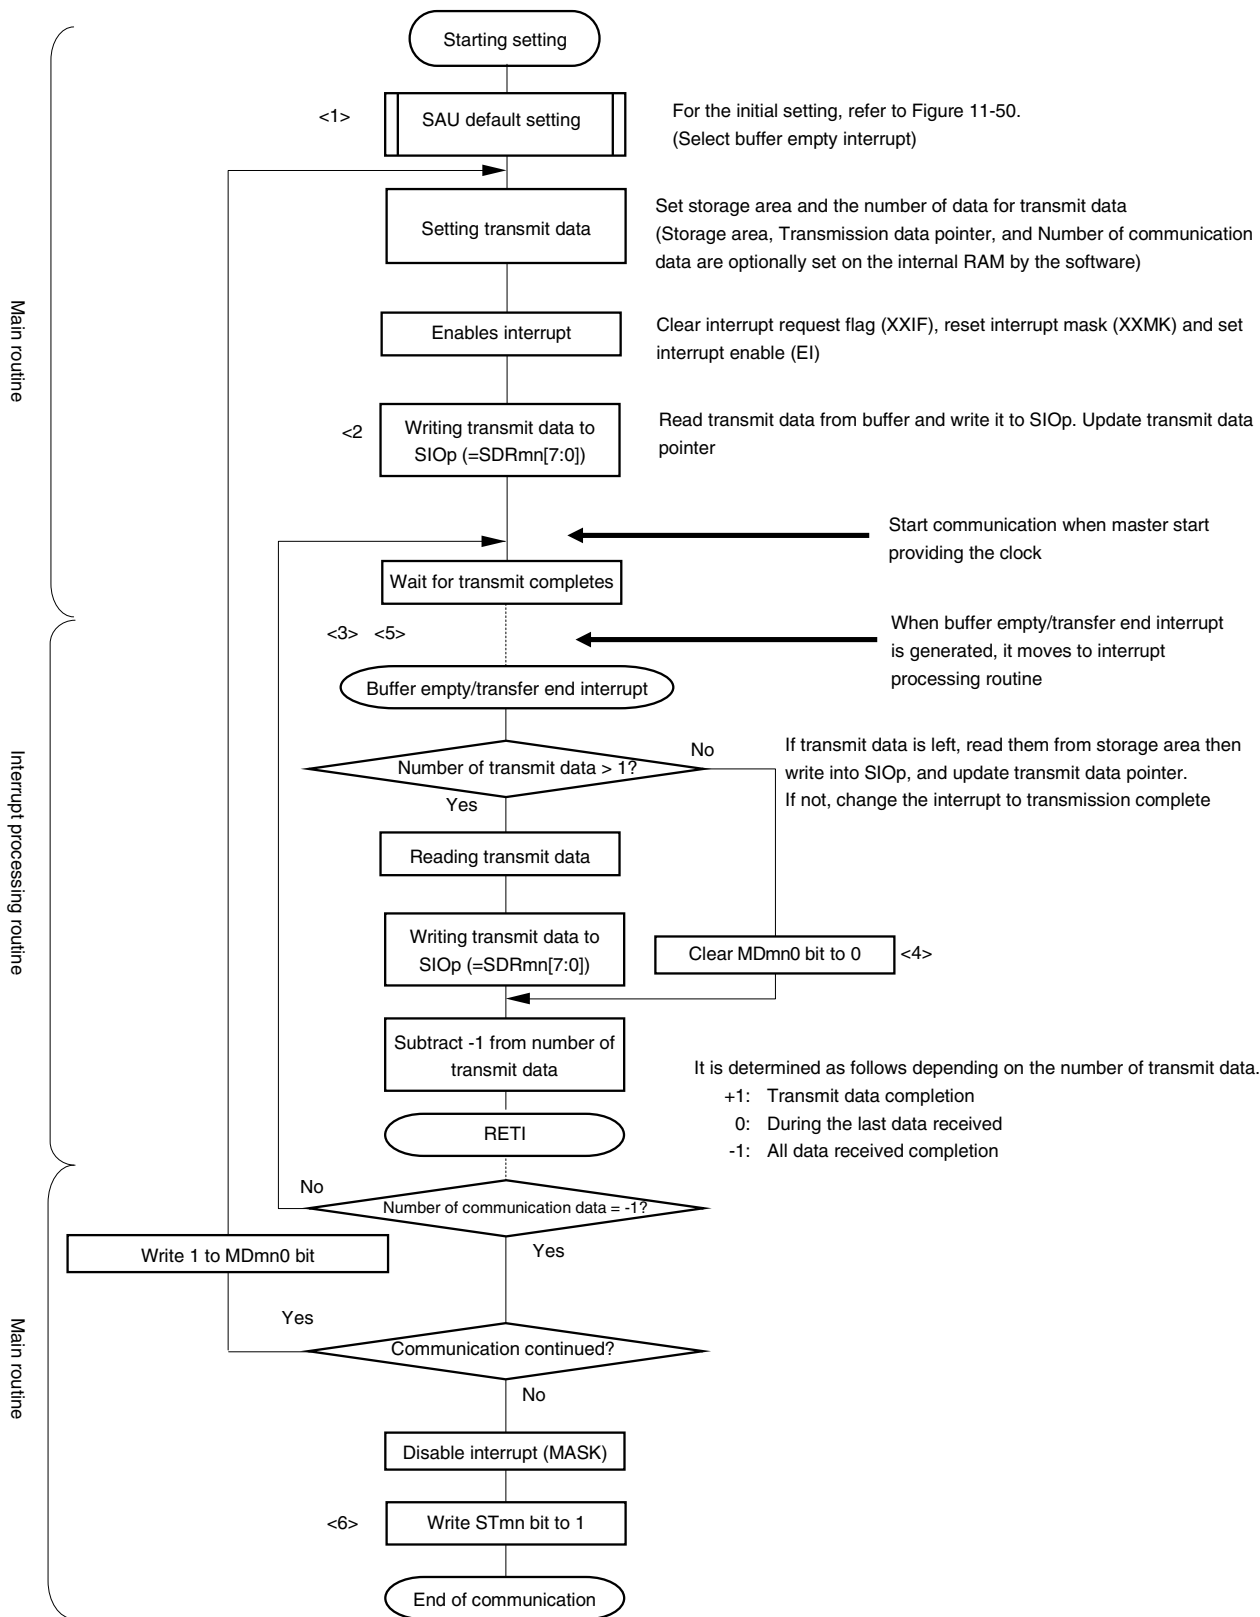 Starting setting
<1>
SAU default setting
For the initial setting, refer to Figure 11-50.
(Select buffer empty interrupt)
Setting transmit data
Set storage area and the number of data for transmit data
(Storage area, Transmission data pointer, and Number of communication
data are optionally set on the internal RAM by the software)
Main routine
Enables interrupt
Clear interrupt request flag (XXIF), reset interrupt mask (XXMK) and set
interrupt enable (EI)
<2
Writing transmit data to
SIOp (=SDRmn[7:0])
Read transmit data from buffer and write it to SIOp. Update transmit data
pointer
Start communication when master start
providing the clock
Wait for transmit completes
<3> <5>
When buffer empty/transfer end interrupt
is generated, it moves to interrupt
processing routine
Buffer empty/transfer end interrupt
Number of transmit data > 1?
No
Yes
If transmit data is left, read them from storage area then
write into SIOp, and update transmit data pointer.
If not, change the interrupt to transmission complete
Interrupt processing routine
Reading transmit data
Writing transmit data to
SIOp (=SDRmn[7:0])
Clear MDmn0 bit to 0
<4>
Subtract -1 from number of
transmit data
It is determined as follows depending on the number of transmit data.
+1: Transmit data completion
0: During the last data received
-1: All data received completion
RETI
No
Number of communication data = -1?
Yes
Write 1 to MDmn0 bit
Yes
Communication continued?
No
Main routine
Disable interrupt (MASK)
<6>
Write STmn bit to 1
End of communication